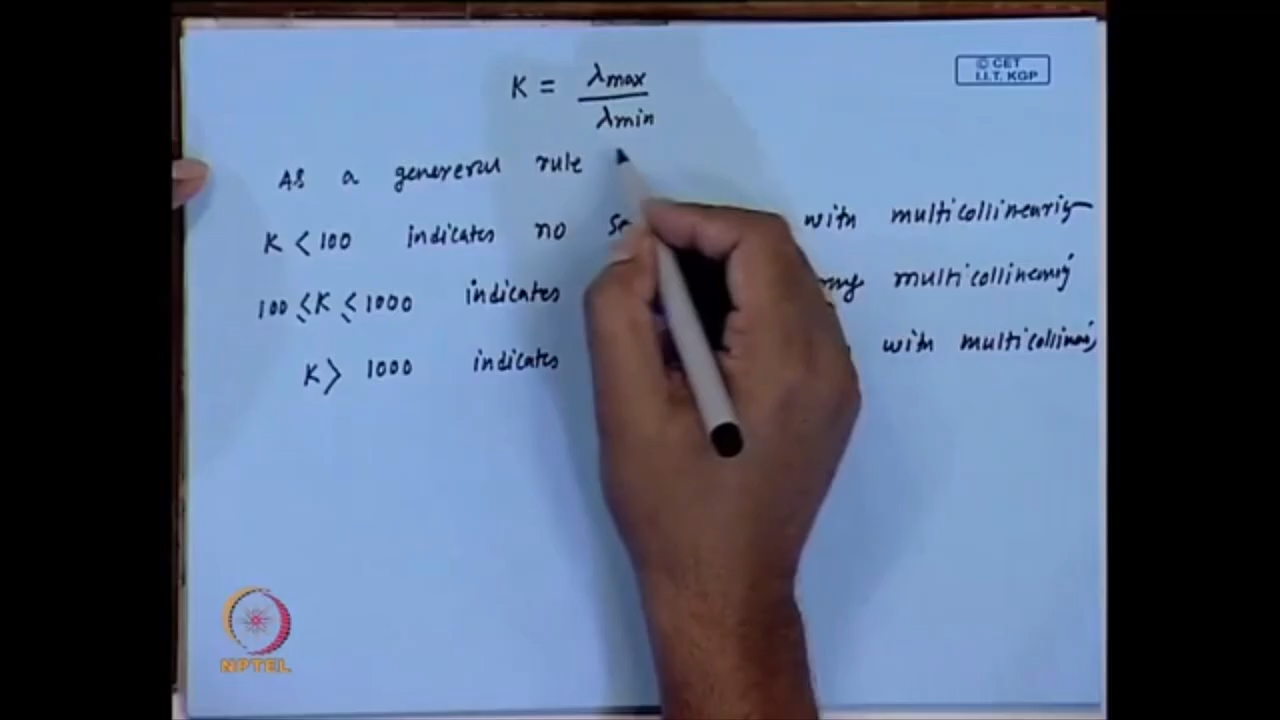 © CET
I.I.T. KGP
K = λmax / λmin
As a genereral rule
K < 100 indicates no with multicollinearity
100 ≤ K ≤ 1000 indicates multicollinearity
K > 1000 indicates with multicollinearity
NPTEL